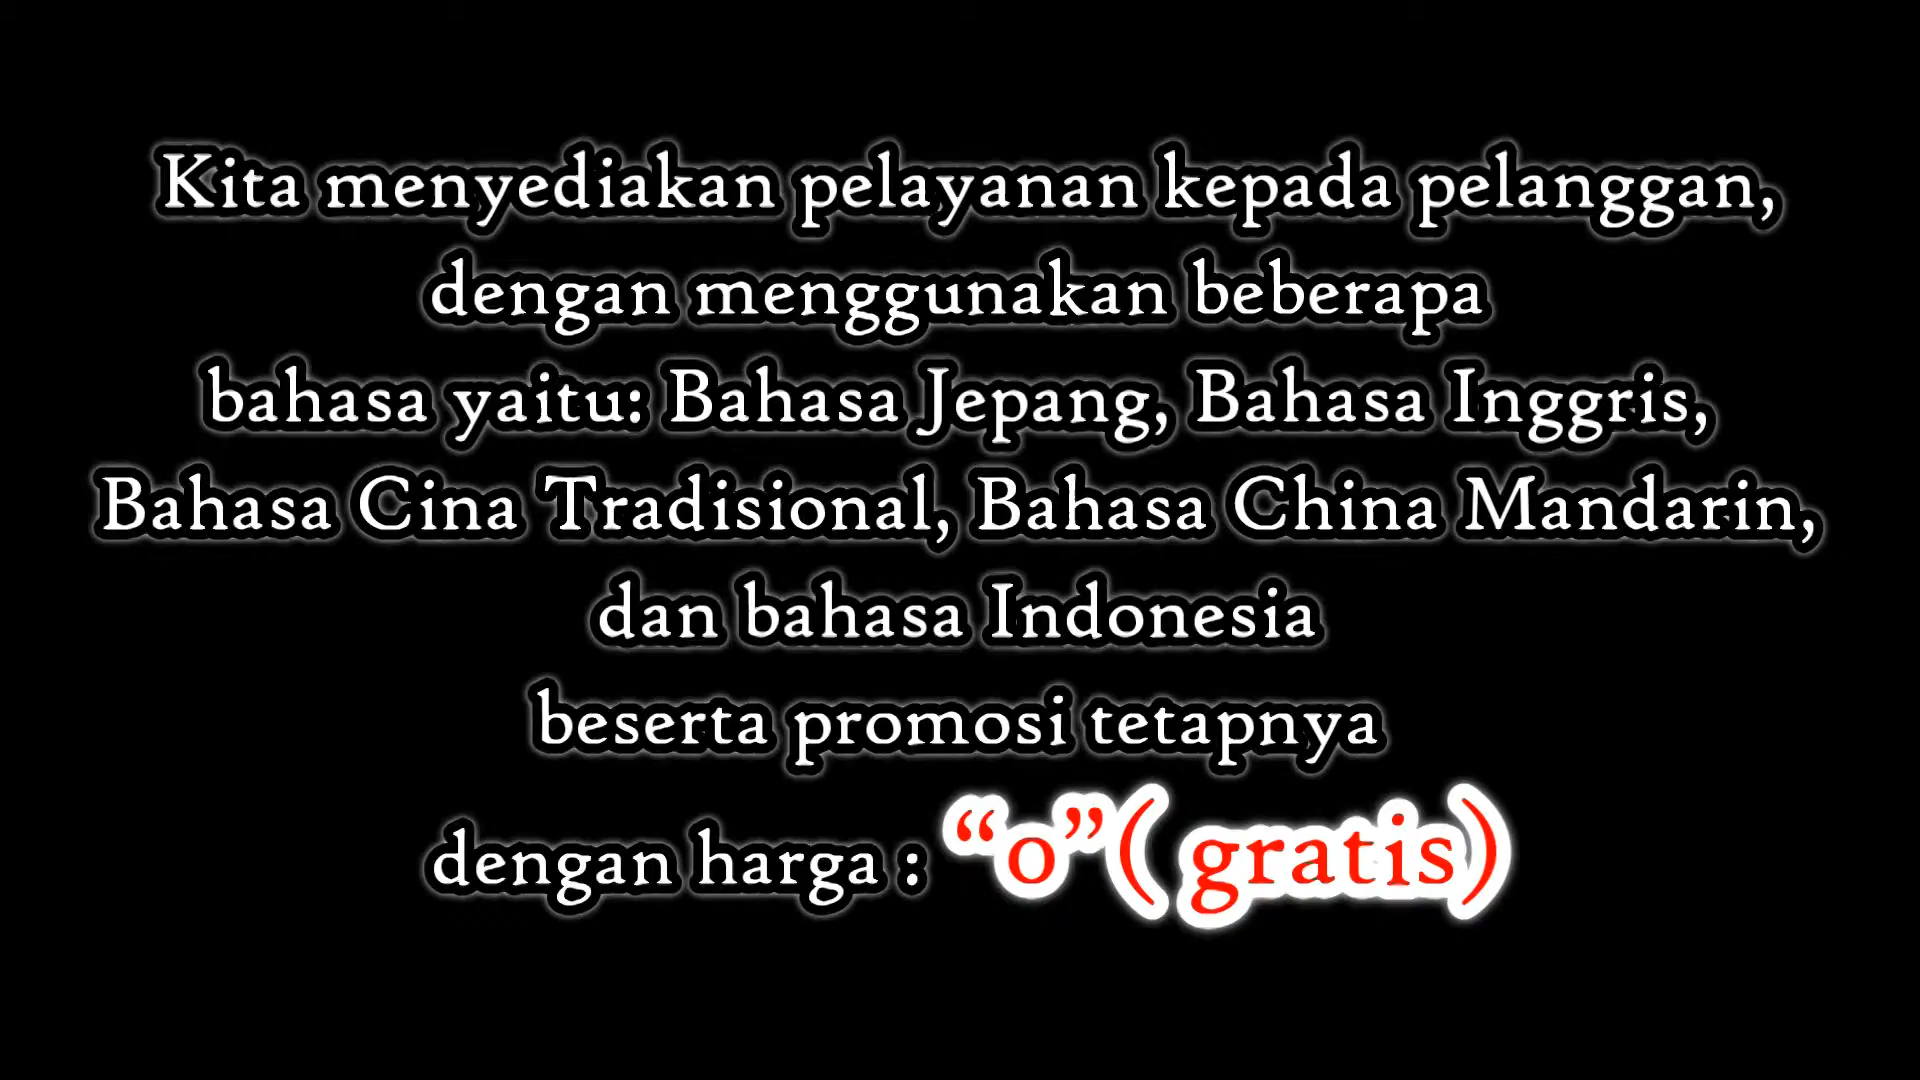 Kita menyediakan pelayanan kepada pelanggan,
dengan menggunakan beberapa
bahasa yaitu: Bahasa Jepang, Bahasa Inggris,
Bahasa Cina Tradisional, Bahasa China Mandarin,
dan bahasa Indonesia
beserta promosi tetapnya
dengan harga : “0”( gratis)